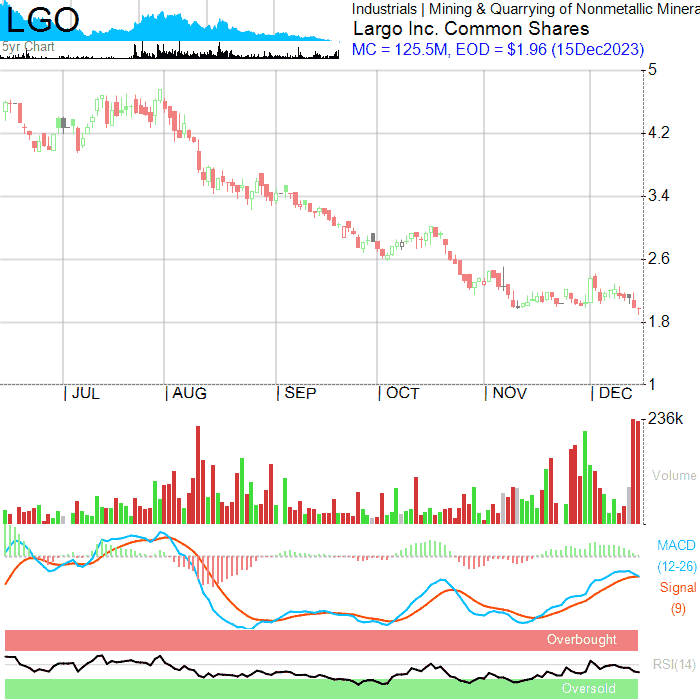 LGO
5yr Chart
Industrials | Mining & Quarrying of Nonmetallic Minera
Largo Inc. Common Shares
MC = 125.5M, EOD = $1.96 (15Dec2023)
5
4.2
3.4
2.6
1.8
1
JUL
AUG
SEP
OCT
NOV
DEC
236k
Volume
MACD
(12-26)
Signal
(9)
Overbought
RSI(14)
Oversold